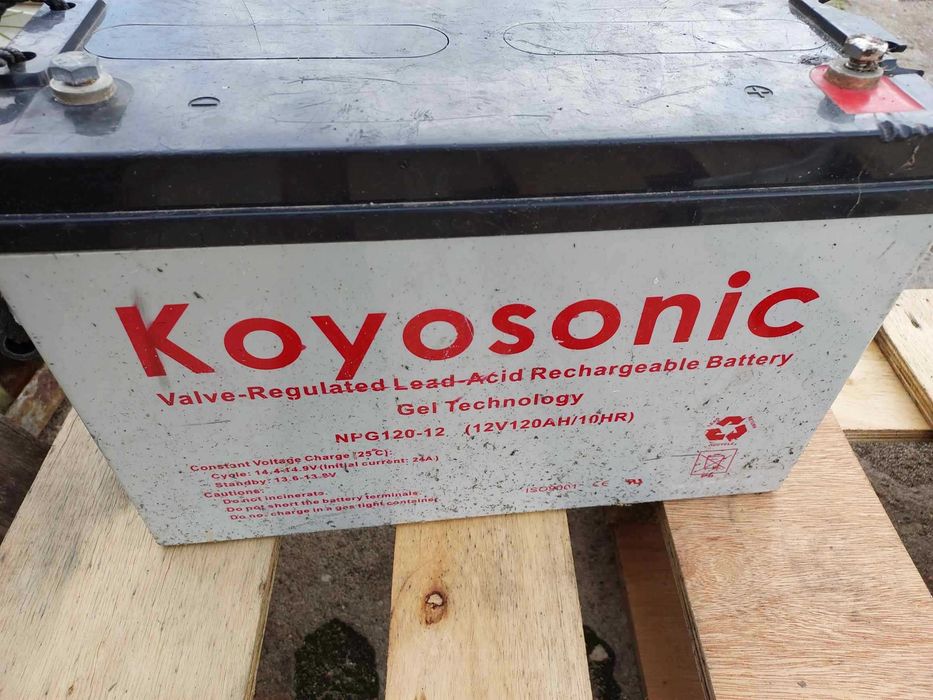 Koyosonic
Valve-Regulated Lead-Acid Rechargeable Battery
Gel Technology
NPG120-12 (12V120AH/10HR)
Constant Voltage Charge (25℃):
Cycle: 14.4-14.9V (Initial current: 24A)
Standby: 13.6-13.8V
Cautions:
Do not incinerate.
Do not short the battery terminals.
Do not charge in a gas tight container.
ISO9001 CE
Pb